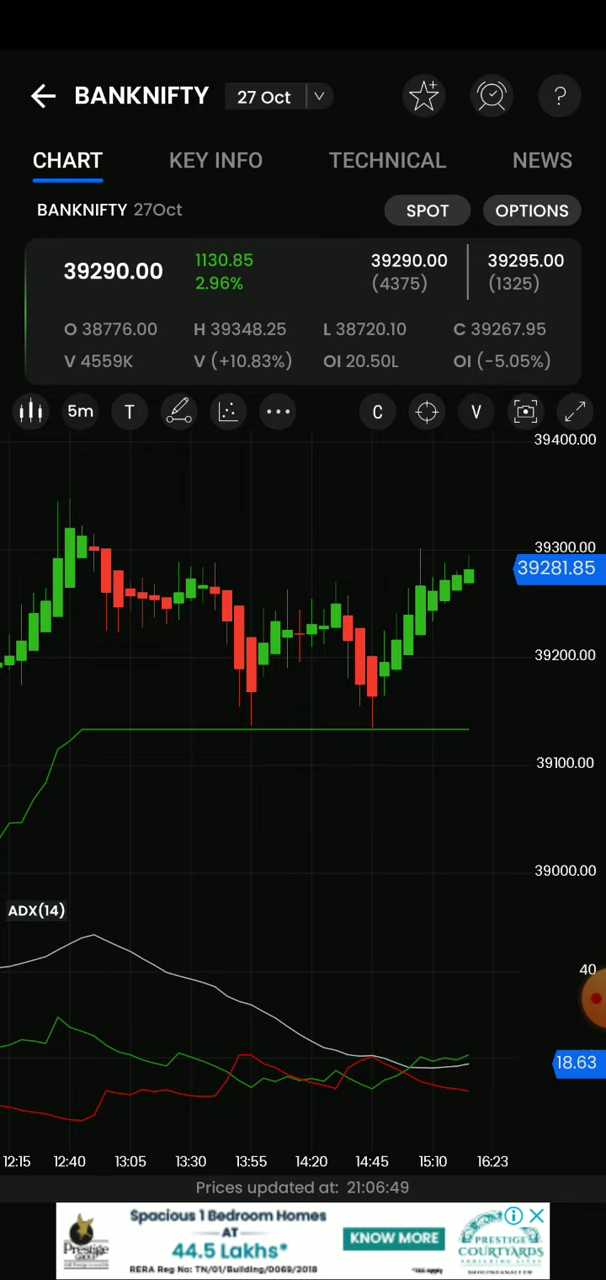 BANKNIFTY 27 Oct
?
CHART KEY INFO TECHNICAL NEWS
BANKNIFTY 27Oct SPOT OPTIONS
39290.00 1130.85 2.96% 39290.00 (4375) 39295.00 (1325)
O 38776.00 H 39348.25 L 38720.10 C 39267.95
V 4559K V (+10.83%) OI 20.50L OI (-5.05%)
5m T C V
39400.00
39300.00
39281.85
39200.00
39100.00
39000.00
ADX(14)
40
18.63
12:15 12:40 13:05 13:30 13:55 14:20 14:45 15:10 16:23
Prices updated at: 21:06:49
Spacious 1 Bedroom Homes
AT
44.5 Lakhs*
RERA Reg No: TN/01/Building/0069/2018
KNOW MORE
Prestige
GROUP
PRESTIGE
COURTYARDS